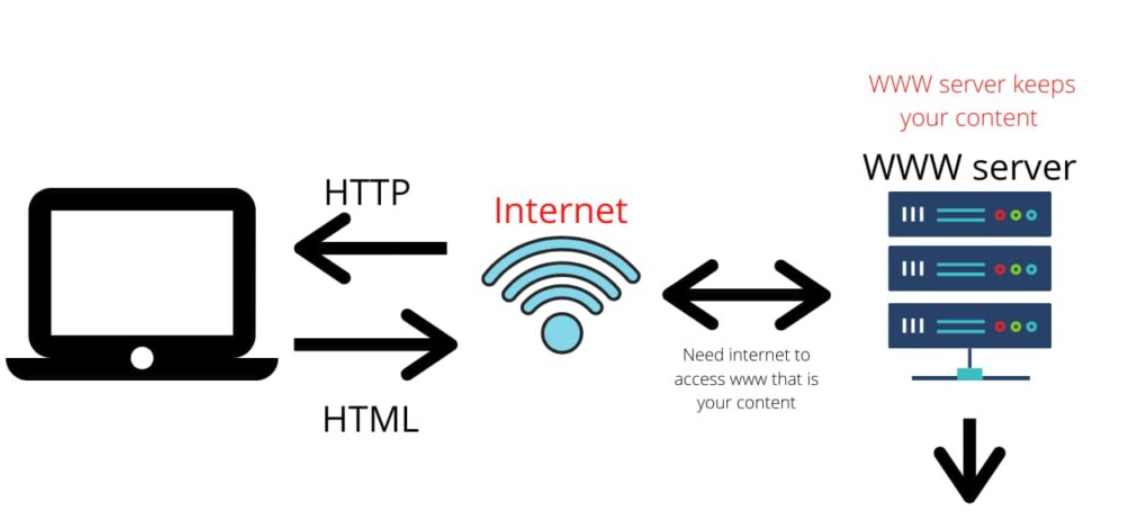 WWW server keeps
your content
WWW server
HTTP
Internet
Need internet to
access www that is
your content
HTML